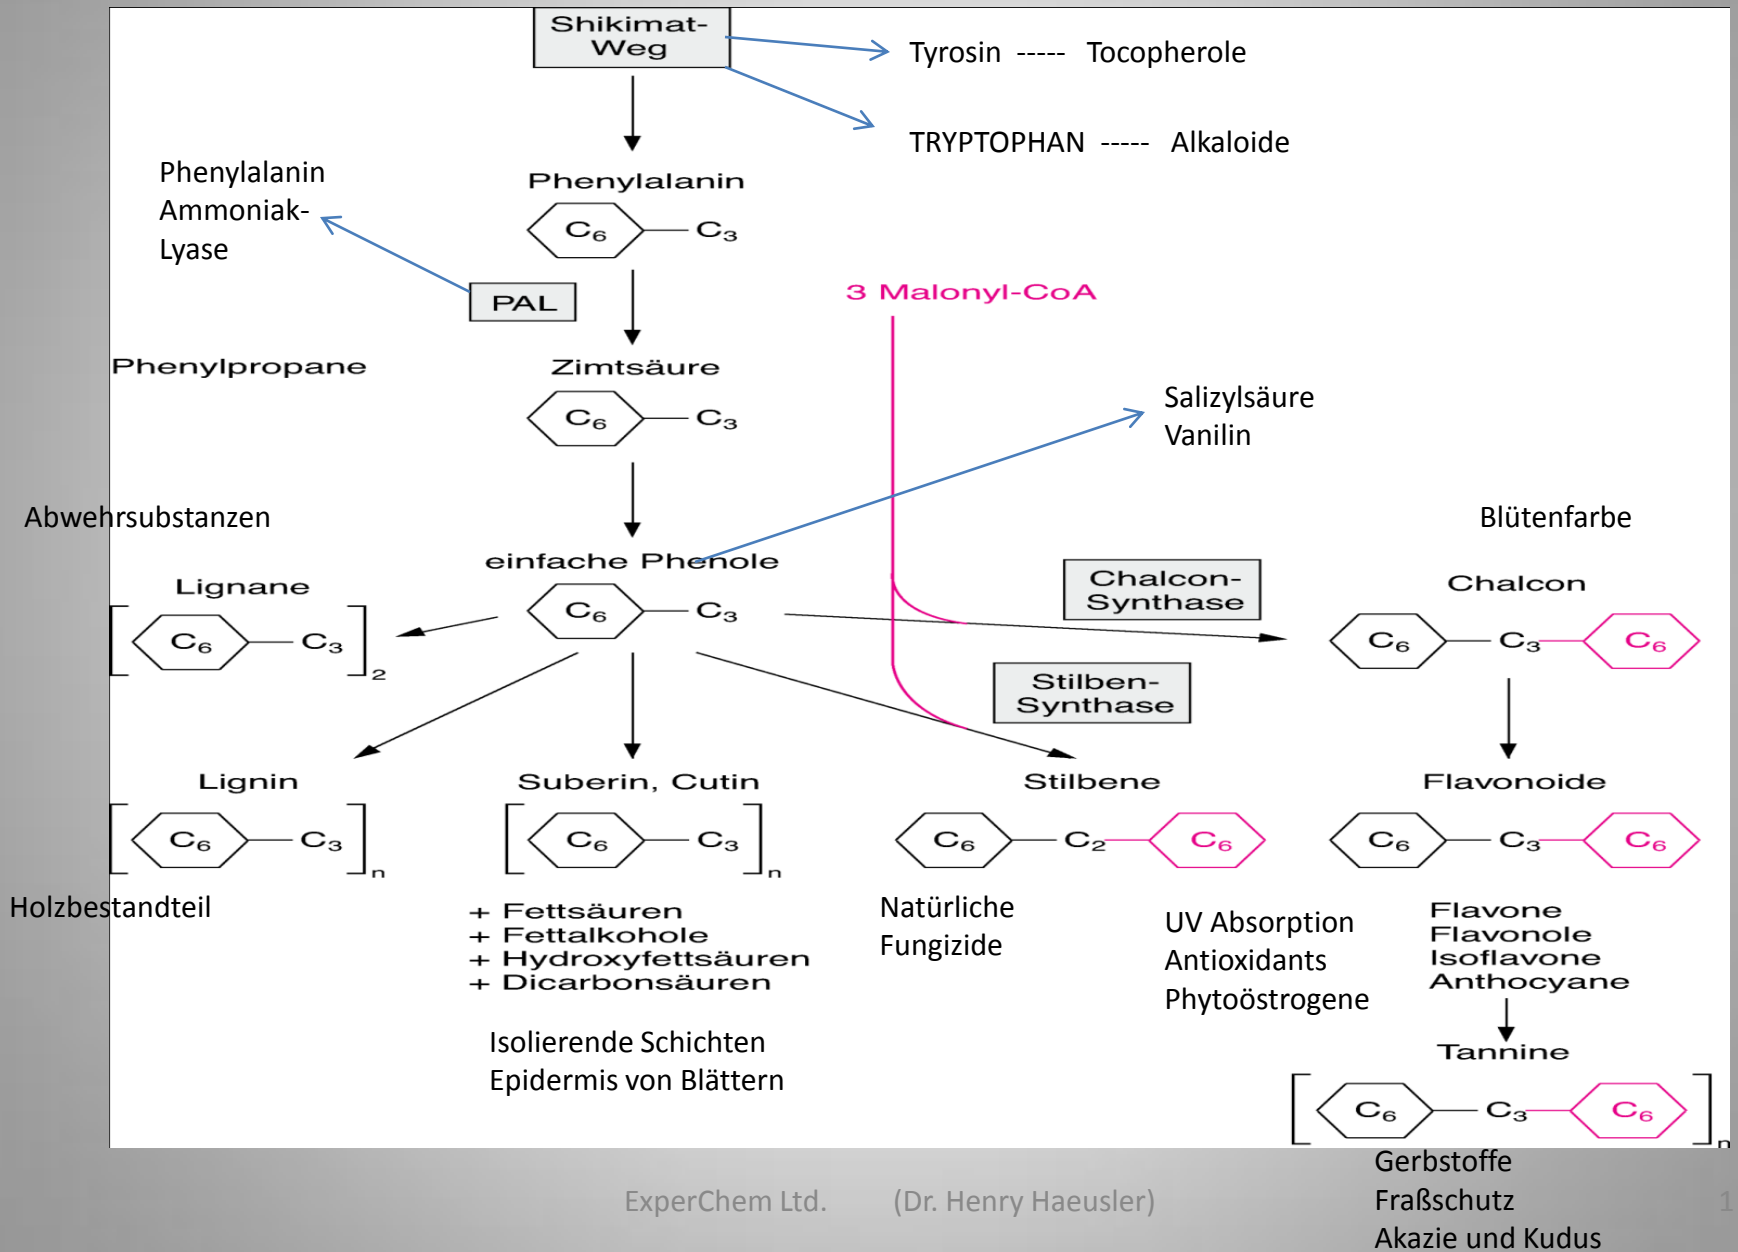 Shikimat-
Weg
Tyrosin ----- Tocopherole
TRYPTOPHAN ----- Alkaloide
Phenylalanin
Ammoniak-
Lyase
Phenylalanin
C6 C3
PAL
3 Malonyl-CoA
Phenylpropane
Zimtsäure
C6 C3
Salizylsäure
Vanilin
Abwehrsubstanzen
Blütenfarbe
einfache Phenole
C6 C3
Lignane
[C6 C3]2
Chalcon-
Synthase
Chalcon
C6 C3 C6
Stilben-
Synthase
Lignin
[C6 C3]n
Holzbestandteil
Suberin, Cutin
[C6 C3]n
+ Fettsäuren
+ Fettalkohole
+ Hydroxyfettsäuren
+ Dicarbonsäuren
Isolierende Schichten
Epidermis von Blättern
Stilbene
C6 C2 C6
Natürliche
Fungizide
Flavonoide
C6 C3 C6
UV Absorption
Antioxidants
Phytoöstrogene
Flavone
Flavonole
Isoflavone
Anthocyane
Tannine
[C6 C3 C6]n
Gerbstoffe
Fraßschutz
Akazie und Kudus
ExperChem Ltd. (Dr. Henry Haeusler)
1